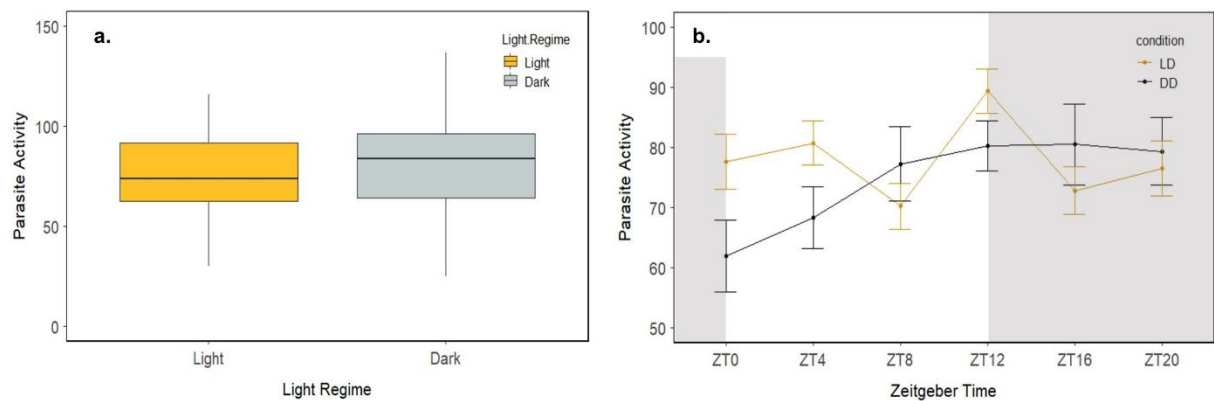 a.
150
100
50
0
Parasite Activity
Light.Regime
Light
Dark
Light
Dark
Light Regime
b.
100
90
80
70
60
50
Parasite Activity
condition
LD
DD
ZT0
ZT4
ZT8
ZT12
ZT16
ZT20
Zeitgeber Time